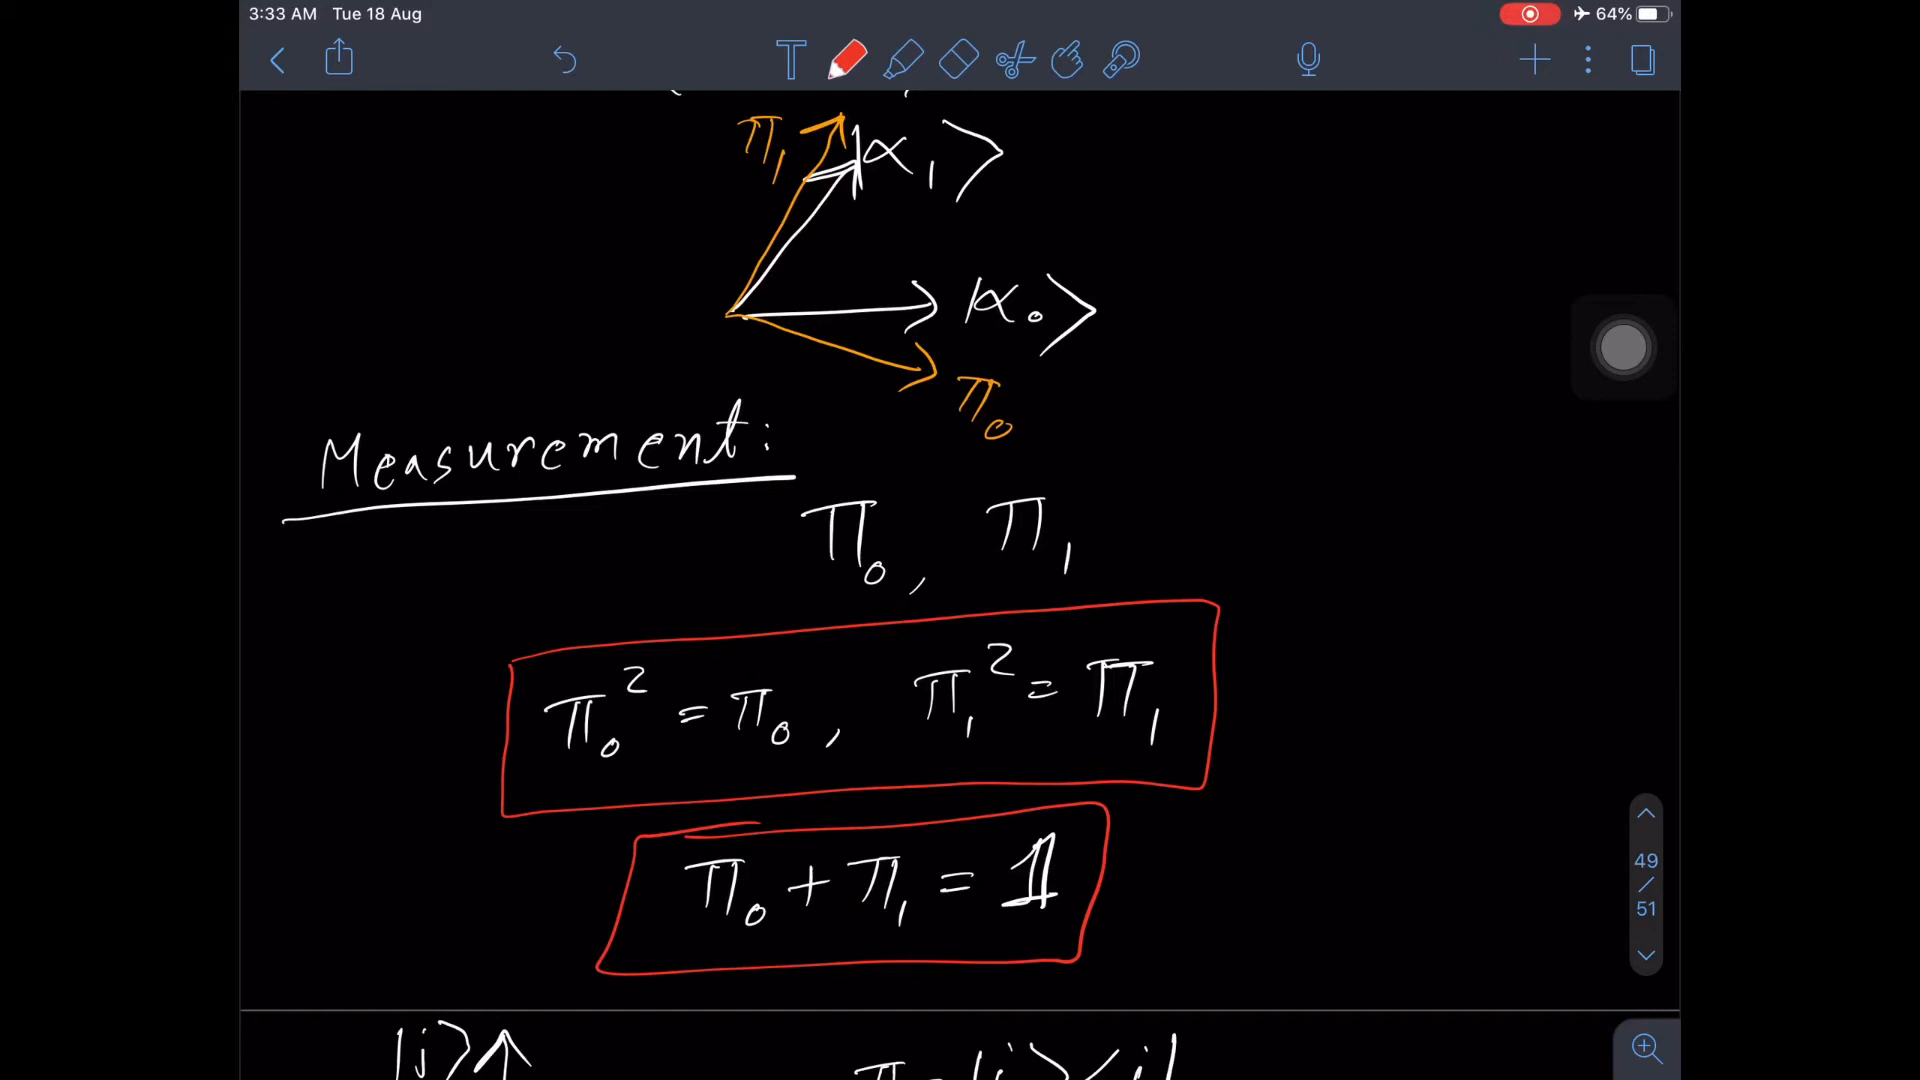 3:33 AM Tue 18 Aug
64%
T
π₁
|α₁⟩
|α₀⟩
π₀
Measurement:
Π₀, Π₁
π₀² = π₀, π₁² = π₁
π₀ + π₁ = 𝟙
49
/
51
|j⟩